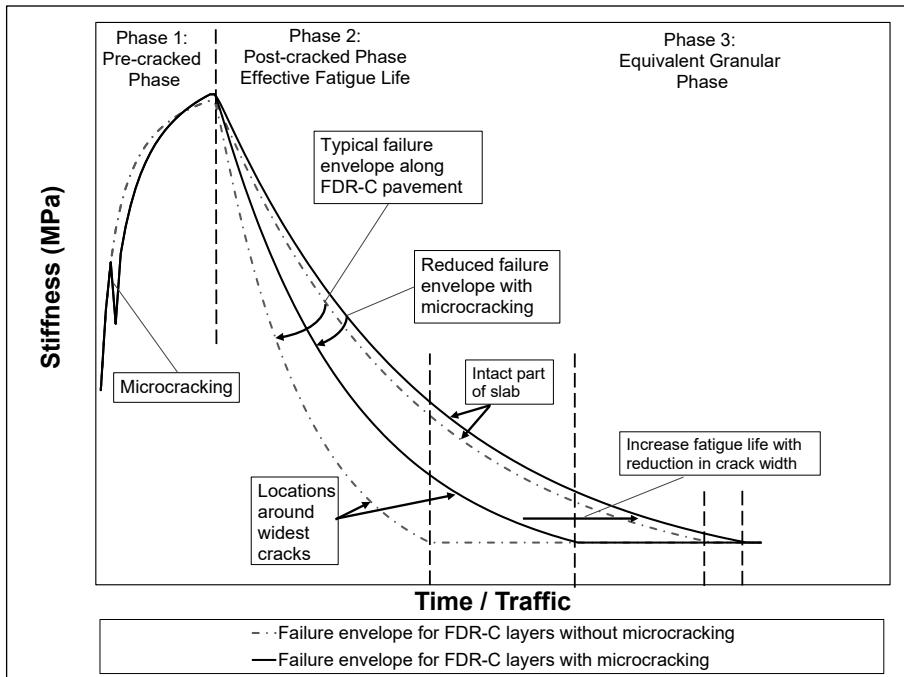 Phase 1:
Pre-cracked
Phase
Phase 2:
Post-cracked Phase
Effective Fatigue Life
Phase 3:
Equivalent Granular
Phase
Typical failure
envelope along
FDR-C pavement
Reduced failure
envelope with
microcracking
Microcracking
Intact part
of slab
Increase fatigue life with
reduction in crack width
Locations
around
widest
cracks
Stiffness (MPa)
Time / Traffic
Failure envelope for FDR-C layers without microcracking
Failure envelope for FDR-C layers with microcracking